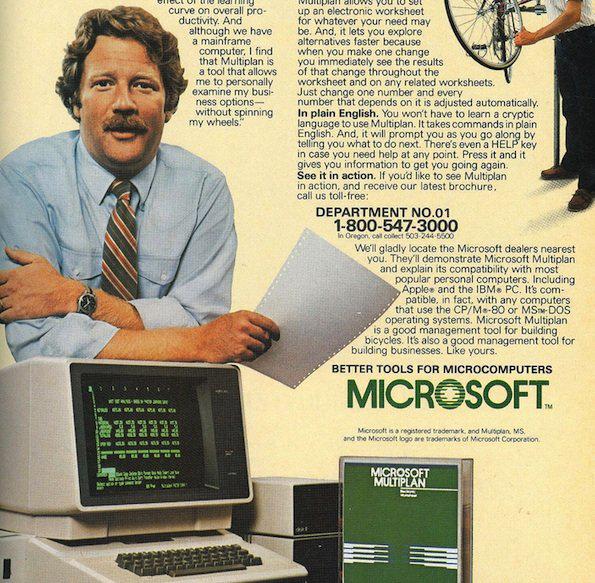 effect of the learning
curve on overall pro-
ductivity. And
although we have
a mainframe
computer, I find
that Multiplan is
a tool that allows
me to personally
examine my busi-
ness options—
without spinning
my wheels."
Multiplan allows you to set
up an electronic worksheet
for whatever your need may
be. And, it lets you explore
alternatives faster because
when you make one change
you immediately see the results
of that change throughout the
worksheet and on any related worksheets.
Just change one number and every
number that depends on it is adjusted automatically.
In plain English. You won't have to learn a cryptic
language to use Multiplan. It takes commands in plain
English. And, it will prompt you as you go along by
telling you what to do next. There's even a HELP key
in case you need help at any point. Press it and it
gives you information to get you going again.
See it in action. If you'd like to see Multiplan
in action, and receive our latest brochure,
call us toll-free:
DEPARTMENT NO.01
1-800-547-3000
In Oregon, call collect 503-244-5500
We'll gladly locate the Microsoft dealers nearest
you. They'll demonstrate Microsoft Multiplan
and explain its compatibility with most
popular personal computers. Including
Apple® and the IBM® PC. It's com-
patible, in fact, with any computers
that use the CP/M®-80 or MS™-DOS
operating systems. Microsoft Multiplan
is a good management tool for building
bicycles. It's also a good management tool for
building businesses. Like yours.
BETTER TOOLS FOR MICROCOMPUTERS
MICROSOFT™
Microsoft is a registered trademark, and Multiplan, MS,
and the Microsoft logo are trademarks of Microsoft Corporation.
MICROSOFT
MULTIPLAN
Electronic
Worksheet
disk II